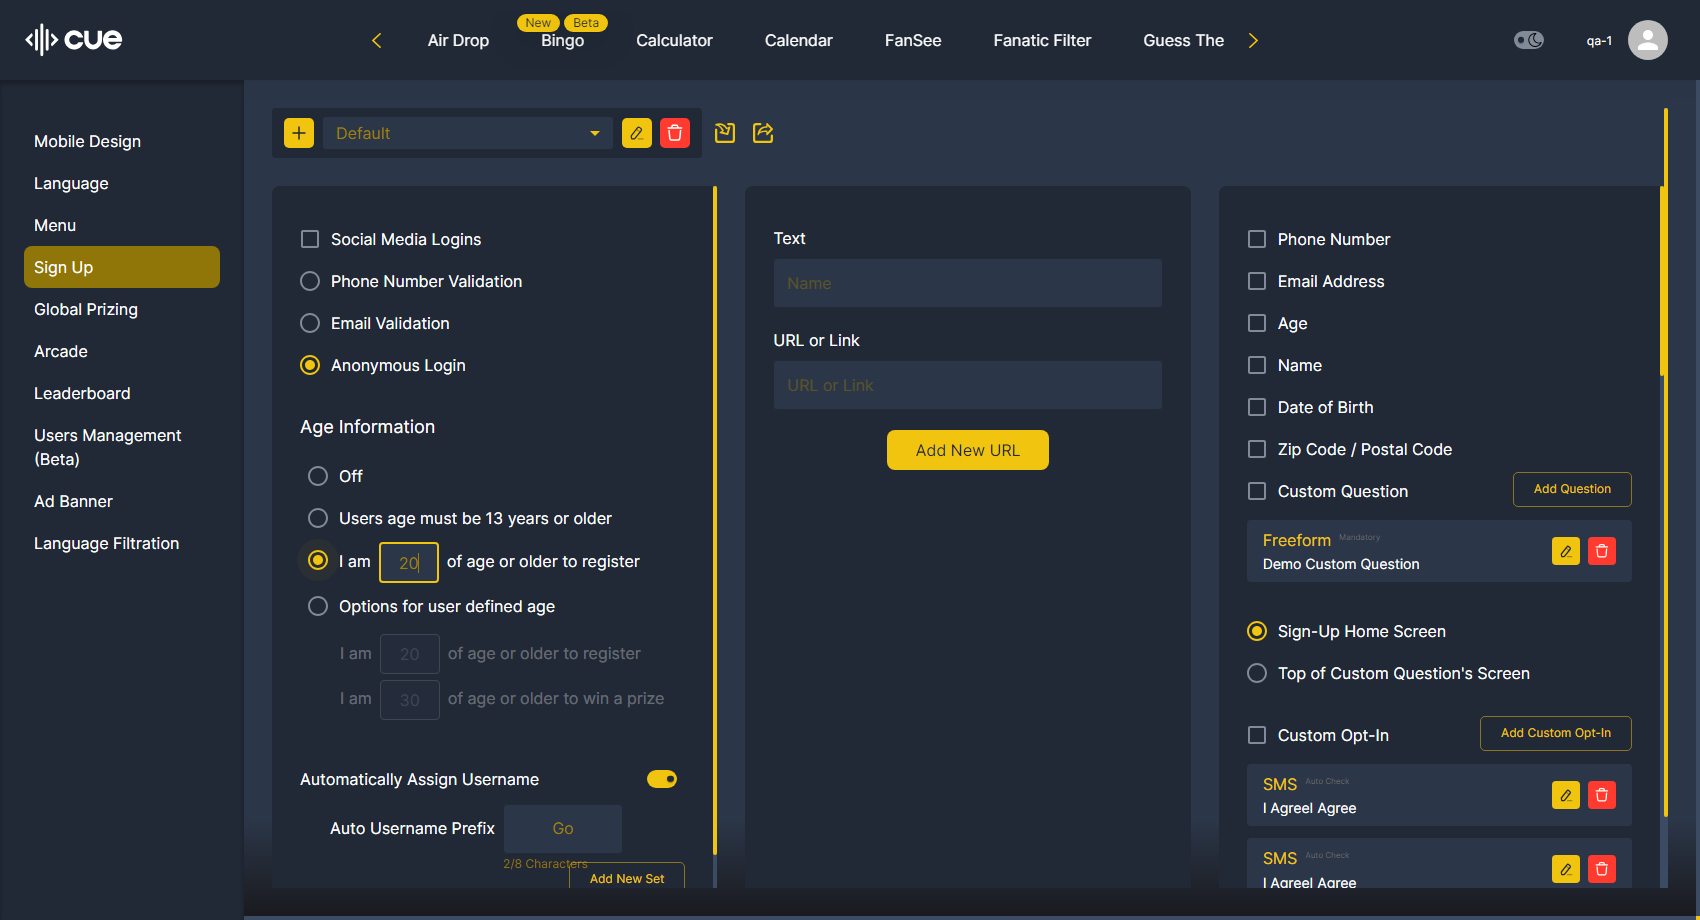 cue
Air Drop
New
Beta
Bingo
Calculator
Calendar
FanSee
Fanatic Filter
Guess The
qa-1
Mobile Design
Language
Menu
Sign Up
Global Prizing
Arcade
Leaderboard
Users Management
(Beta)
Ad Banner
Language Filtration
Default
Social Media Logins
Phone Number Validation
Email Validation
Anonymous Login
Age Information
Off
Users age must be 13 years or older
I am 20 of age or older to register
Options for user defined age
I am 20 of age or older to register
I am 30 of age or older to win a prize
Automatically Assign Username
Auto Username Prefix Go
2/8 Characters
Add New Set
Text
Name
URL or Link
URL or Link
Add New URL
Phone Number
Email Address
Age
Name
Date of Birth
Zip Code / Postal Code
Custom Question Add Question
Freeform Mandatory
Demo Custom Question
Sign-Up Home Screen
Top of Custom Question's Screen
Custom Opt-In Add Custom Opt-In
SMS Auto Check
I AgreeI Agree
SMS Auto Check
I AgreeI Agree